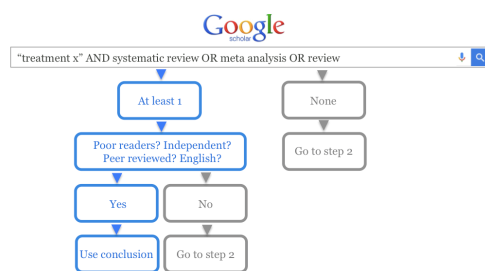 Google
scholar
“treatment x” AND systematic review OR meta analysis OR review
At least 1
None
Poor readers? Independent?
Peer reviewed? English?
Go to step 2
Yes
No
Use conclusion
Go to step 2